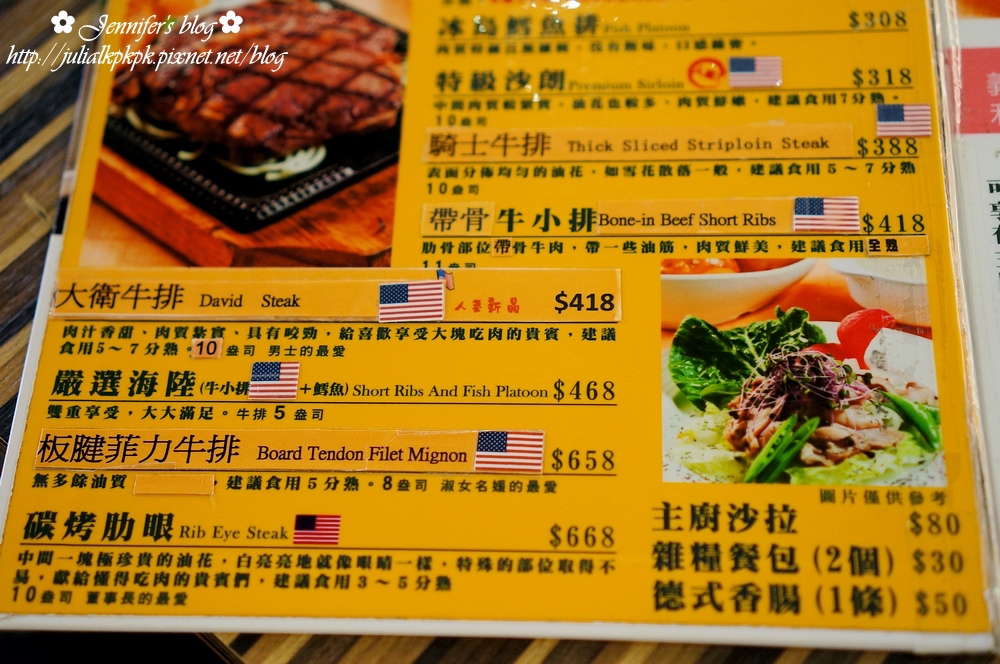 Jennifer's blog
http://julialkpkpk.pixnet.net/blog
冰島鱈魚排 Fish Platoon $308
特級沙朗 Premium Sirloin $318
中間肉質較緊實，油花也較多，肉質鮮嫩，建議食用7分熟。
10盎司
騎士牛排 Thick Sliced Striploin Steak $388
表面分佈均勻的油花，如雪花散落一般，建議食用5～7分熟
10盎司
帶骨牛小排 Bone-in Beef Short Ribs $418
肋骨部位帶骨牛肉，帶一些油筋，肉質鮮美，建議食用全熟
11盎司
大衛牛排 David Steak 人氣新品 $418
肉汁香甜、肉質紮實、具有咬勁，給喜歡享受大塊吃肉的貴賓，建議
食用5～7分熟。10盎司 男士的最愛
嚴選海陸(牛小排+鱈魚) Short Ribs And Fish Platoon $468
雙重享受，大大滿足。牛排5盎司
板腱菲力牛排 Board Tendon Filet Mignon $658
無多餘油質，建議食用5分熟。8盎司 淑女名媛的最愛
碳烤肋眼 Rib Eye Steak $668
中間一塊極珍貴的油花，白亮亮地就像眼睛一樣，特殊的部位取得不
易，獻給懂得吃肉的貴賓們，建議食用3～5分熟
10盎司 董事長的最愛
圖片僅供參考
主廚沙拉 $80
雜糧餐包(2個) $30
德式香腸(1條) $50